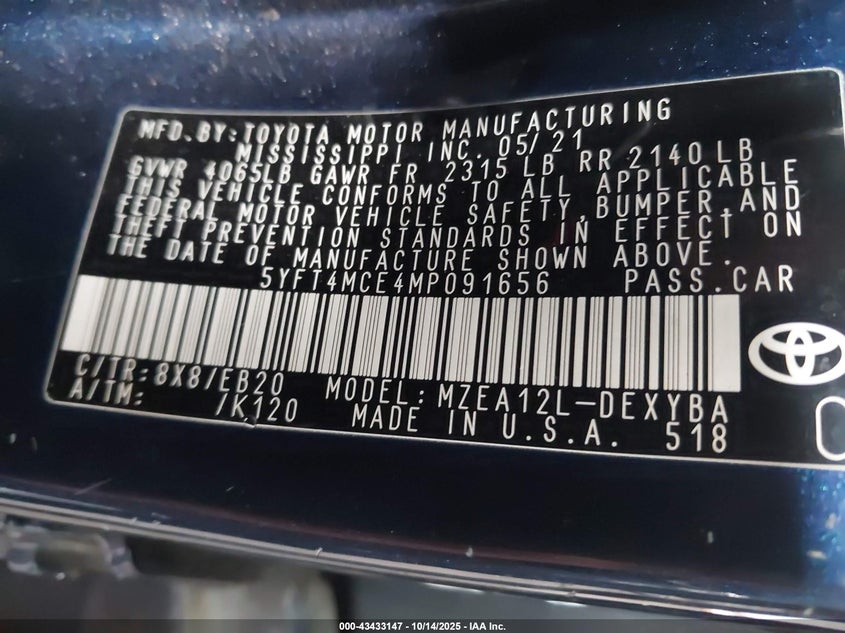 MFD.BY:TOYOTA MOTOR MANUFACTURING
MISSISSIPPI INC. 05/21
GVWR 4065LB GAWR FR 2315 LB RR 2140 LB
THIS VEHICLE CONFORMS TO ALL APPLICABLE
FEDERAL MOTOR VEHICLE SAFETY,BUMPER,AND
THEFT PREVENTION STANDARDS IN EFFECT ON
THE DATE OF MANUFACTURE SHOWN ABOVE.
5YFT4MCE4MP091656 PASS.CAR
C/TR:8X8/EB20 MODEL:MZEA12L-DEXYBA
A/TM: /K120 MADE IN U.S.A. 518
000-43433147 - 10/14/2025 - IAA Inc.